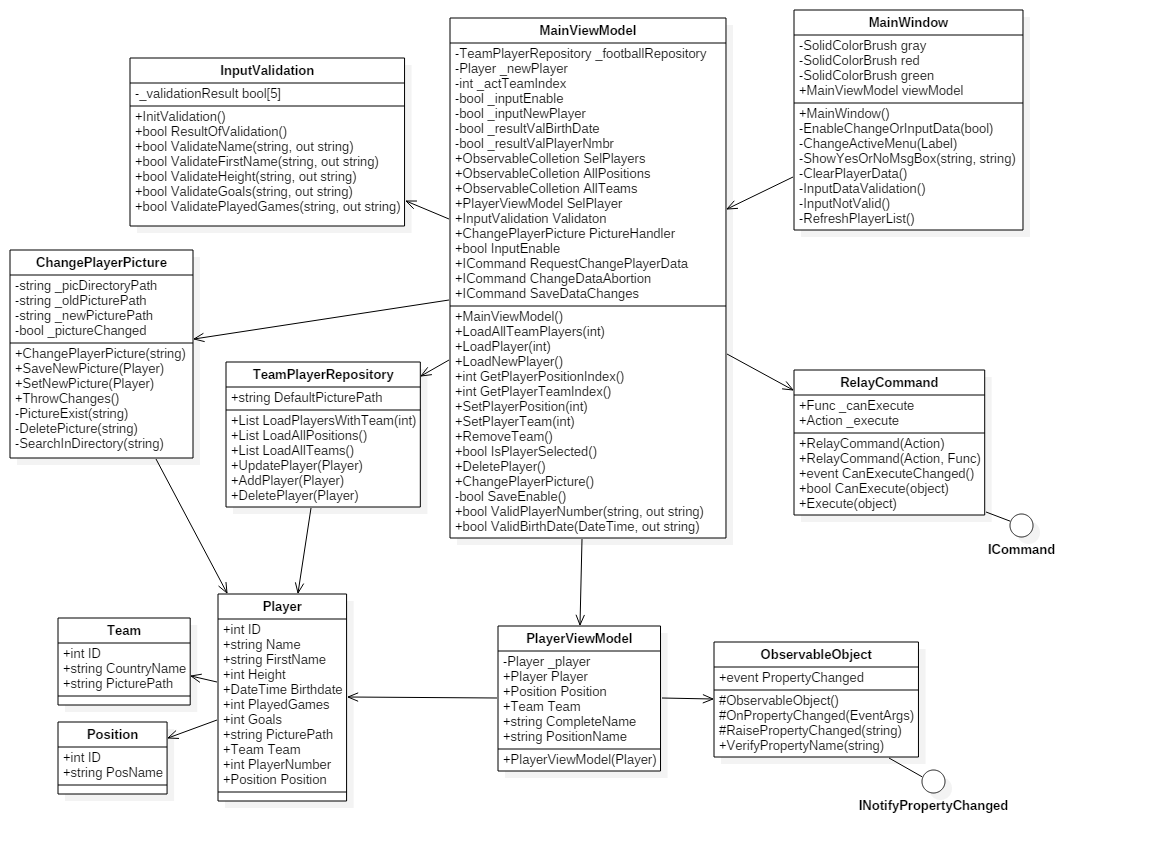 MainViewModel
-TeamPlayerRepository _footballRepository
-Player _newPlayer
-int _actTeamIndex
-bool _inputEnable
-bool _inputNewPlayer
-bool _resultValBirthDate
-bool _resultValPlayerNmbr
+ObservableColletion SelPlayers
+ObservableColletion AllPositions
+ObservableColletion AllTeams
+PlayerViewModel SelPlayer
+InputValidation Validaton
+ChangePlayerPicture PictureHandler
+bool InputEnable
+ICommand RequestChangePlayerData
+ICommand ChangeDataAbortion
+ICommand SaveDataChanges
+MainViewModel()
+LoadAllTeamPlayers(int)
+LoadPlayer(int)
+LoadNewPlayer()
+int GetPlayerPositionIndex()
+int GetPlayerTeamIndex()
+SetPlayerPosition(int)
+SetPlayerTeam(int)
+RemoveTeam()
+bool IsPlayerSelected()
+DeletePlayer()
+ChangePlayerPicture()
-bool SaveEnable()
+bool ValidPlayerNumber(string, out string)
+bool ValidBirthDate(DateTime, out string)
MainWindow
-SolidColorBrush gray
-SolidColorBrush red
-SolidColorBrush green
+MainViewModel viewModel
+MainWindow()
-EnableChangeOrInputData(bool)
-ChangeActiveMenu(Label)
-ShowYesOrNoMsgBox(string, string)
-ClearPlayerData()
-InputDataValidation()
-InputNotValid()
-RefreshPlayerList()
InputValidation
-_validationResult bool[5]
+InitValidation()
+bool ResultOfValidation()
+bool ValidateName(string, out string)
+bool ValidateFirstName(string, out string)
+bool ValidateHeight(string, out string)
+bool ValidateGoals(string, out string)
+bool ValidatePlayedGames(string, out string)
ChangePlayerPicture
-string _picDirectoryPath
-string _oldPicturePath
-string _newPicturePath
-bool _pictureChanged
+ChangePlayerPicture(string)
+SaveNewPicture(Player)
+SetNewPicture(Player)
+ThrowChanges()
-PictureExist(string)
-DeletePicture(string)
-SearchInDirectory(string)
TeamPlayerRepository
+string DefaultPicturePath
+List LoadPlayersWithTeam(int)
+List LoadAllPositions()
+List LoadAllTeams()
+UpdatePlayer(Player)
+AddPlayer(Player)
+DeletePlayer(Player)
RelayCommand
+Func _canExecute
+Action _execute
+RelayCommand(Action)
+RelayCommand(Action, Func)
+event CanExecuteChanged()
+bool CanExecute(object)
+Execute(object)
ICommand
Player
+int ID
+string Name
+string FirstName
+int Height
+DateTime Birthdate
+int PlayedGames
+int Goals
+string PicturePath
+Team Team
+int PlayerNumber
+Position Position
Team
+int ID
+string CountryName
+string PicturePath
Position
+int ID
+string PosName
PlayerViewModel
-Player _player
+Player Player
+Position Position
+Team Team
+string CompleteName
+string PositionName
+PlayerViewModel(Player)
ObservableObject
+event PropertyChanged
#ObservableObject()
#OnPropertyChanged(EventArgs)
#RaisePropertyChanged(string)
+VerifyPropertyName(string)
INotifyPropertyChanged